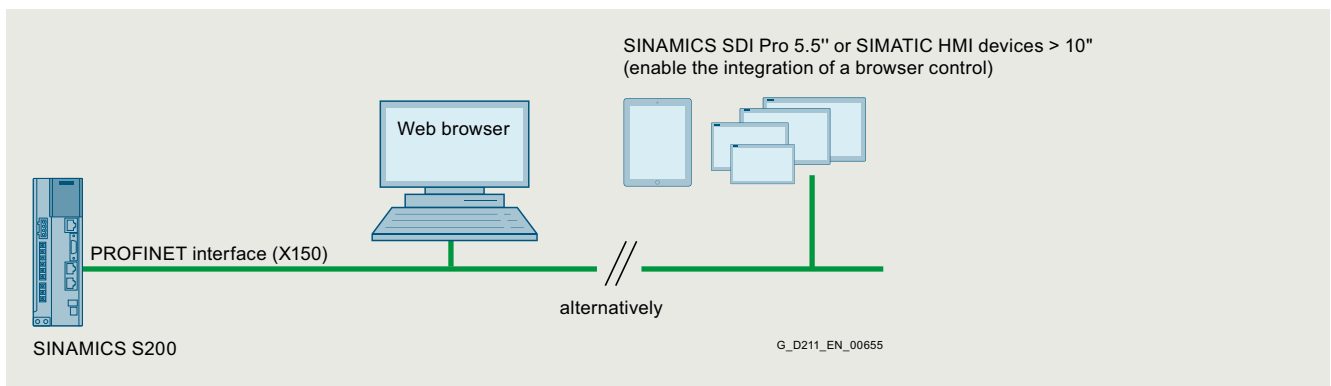 SINAMICS SDI Pro 5.5'' or SIMATIC HMI devices > 10"
(enable the integration of a browser control)
Web browser
PROFINET interface (X150)
alternatively
SINAMICS S200
G_D211_EN_00655